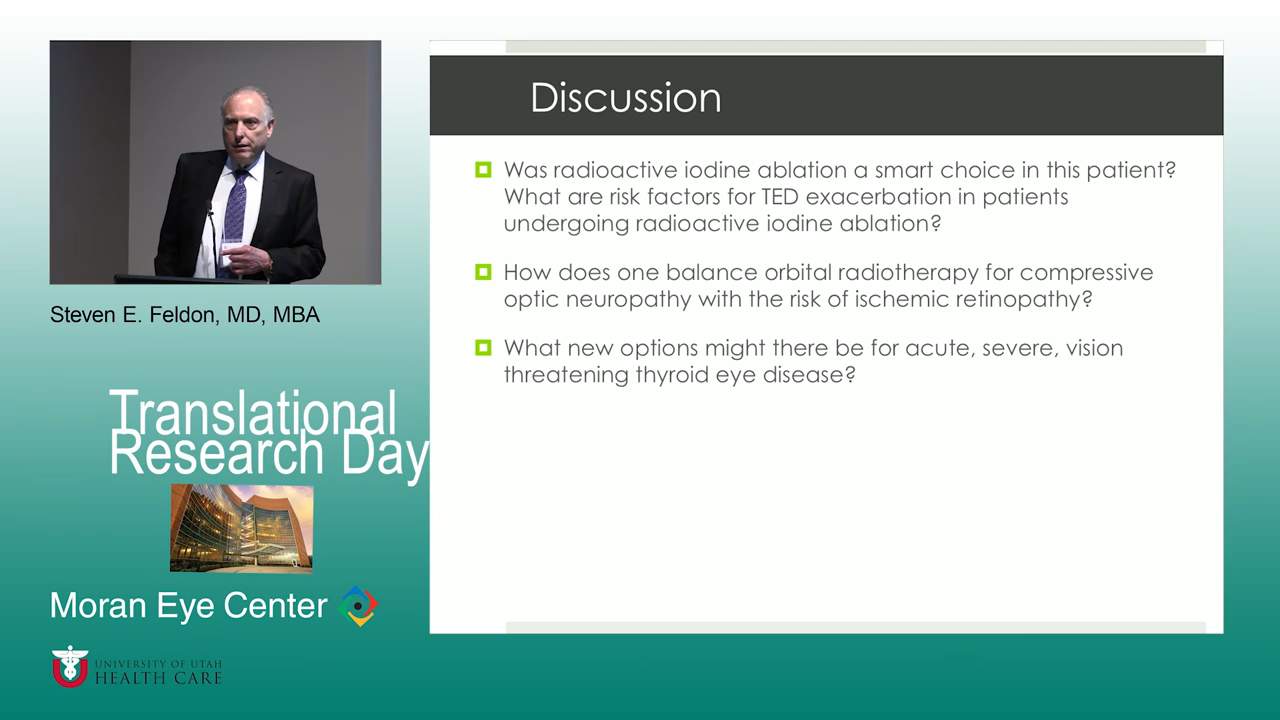 Discussion
Was radioactive iodine ablation a smart choice in this patient?
What are risk factors for TED exacerbation in patients
undergoing radioactive iodine ablation?
How does one balance orbital radiotherapy for compressive
optic neuropathy with the risk of ischemic retinopathy?
What new options might there be for acute, severe, vision
threatening thyroid eye disease?
Steven E. Feldon, MD, MBA
Translational
Research Day
Moran Eye Center
UNIVERSITY OF UTAH
HEALTH CARE